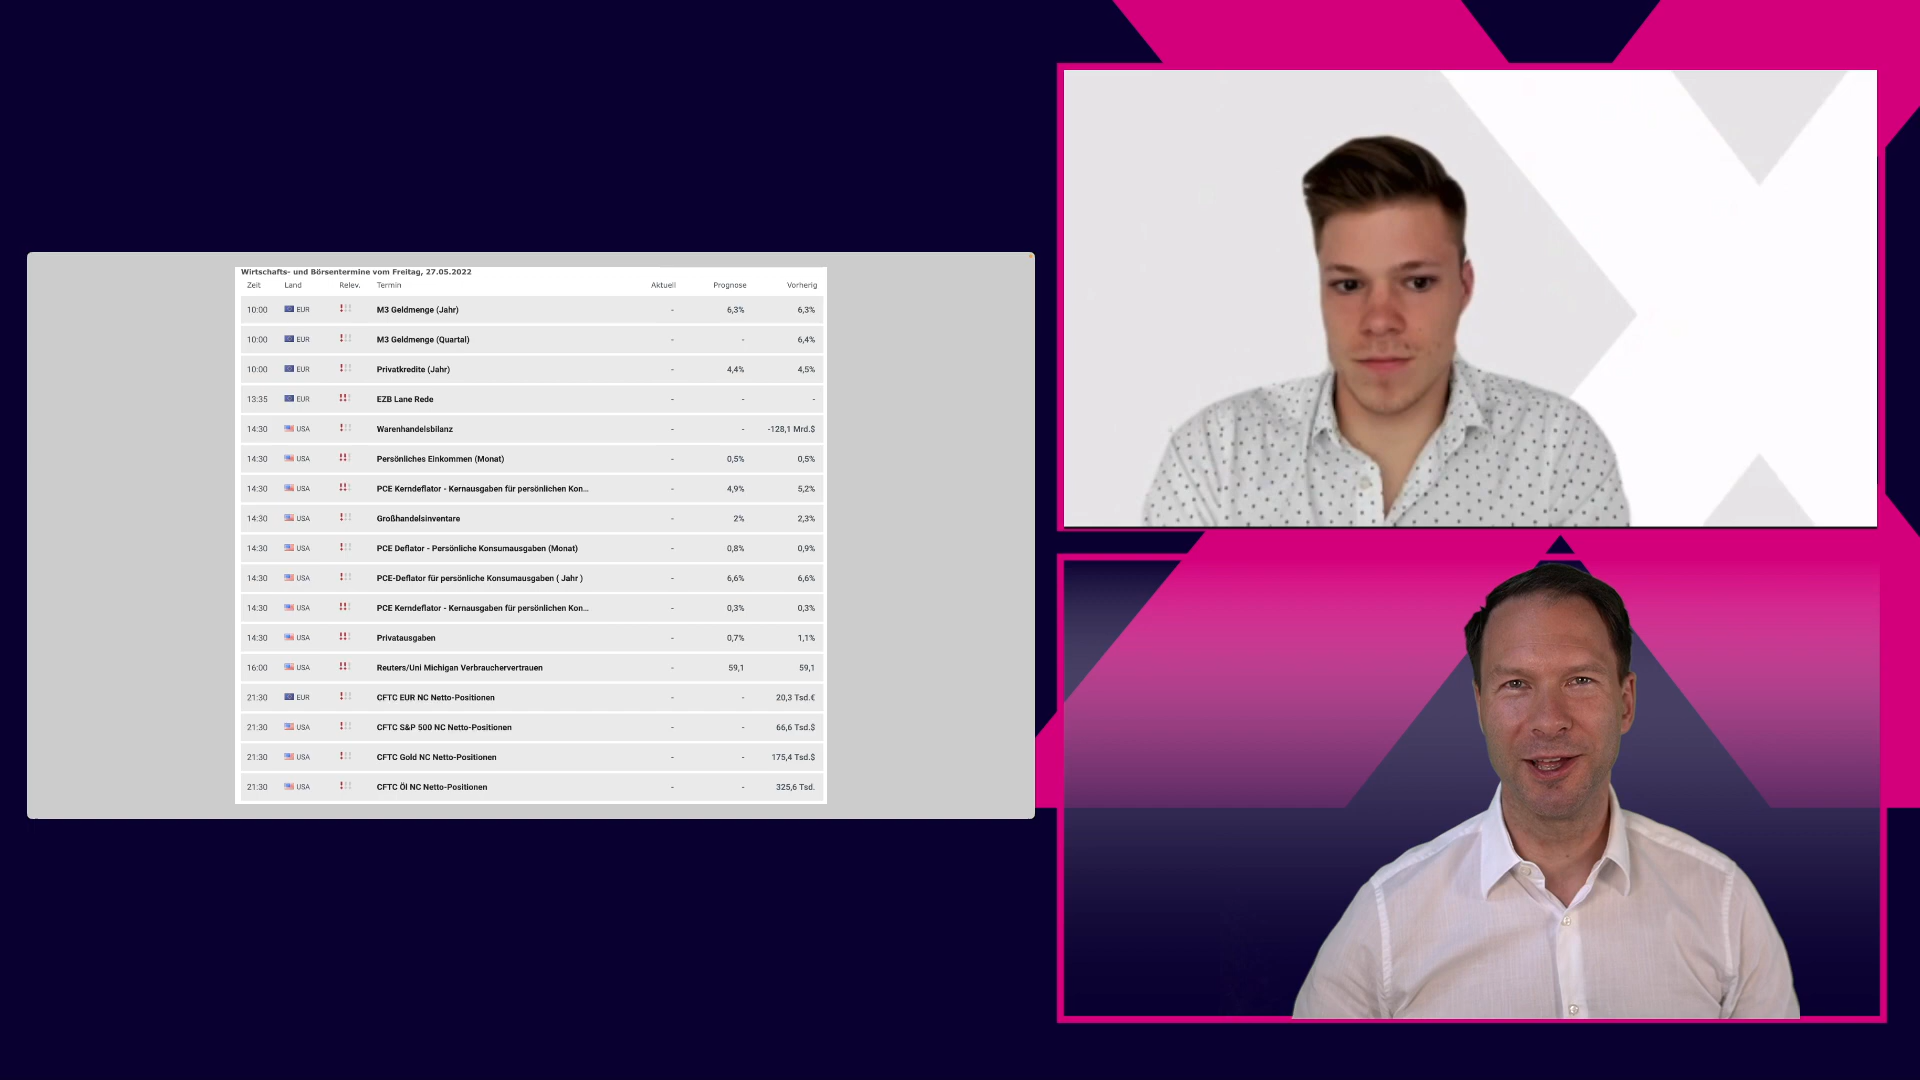 Wirtschafts- und Börsentermine vom Freitag, 27.05.2022
Zeit Land Relev. Termin Aktuell Prognose Vorherig
10:00 EUR M3 Geldmenge (Jahr) - 6,3% 6,3%
10:00 EUR M3 Geldmenge (Quartal) - - 6,4%
10:00 EUR Privatkredite (Jahr) - 4,4% 4,5%
13:35 EUR EZB Lane Rede - - -
14:30 USA Warenhandelsbilanz - - -128,1 Mrd.$
14:30 USA Persönliches Einkommen (Monat) - 0,5% 0,5%
14:30 USA PCE Kerndeflator - Kernausgaben für persönlichen Kon... - 4,9% 5,2%
14:30 USA Großhandelsinventare - 2% 2,3%
14:30 USA PCE Deflator - Persönliche Konsumausgaben (Monat) - 0,8% 0,9%
14:30 USA PCE-Deflator für persönliche Konsumausgaben ( Jahr ) - 6,6% 6,6%
14:30 USA PCE Kerndeflator - Kernausgaben für persönlichen Kon... - 0,3% 0,3%
14:30 USA Privatausgaben - 0,7% 1,1%
16:00 USA Reuters/Uni Michigan Verbrauchervertrauen - 59,1 59,1
21:30 EUR CFTC EUR NC Netto-Positionen - - 20,3 Tsd.€
21:30 USA CFTC S&P 500 NC Netto-Positionen - - 66,6 Tsd.$
21:30 USA CFTC Gold NC Netto-Positionen - - 175,4 Tsd.$
21:30 USA CFTC Öl NC Netto-Positionen - - 325,6 Tsd.